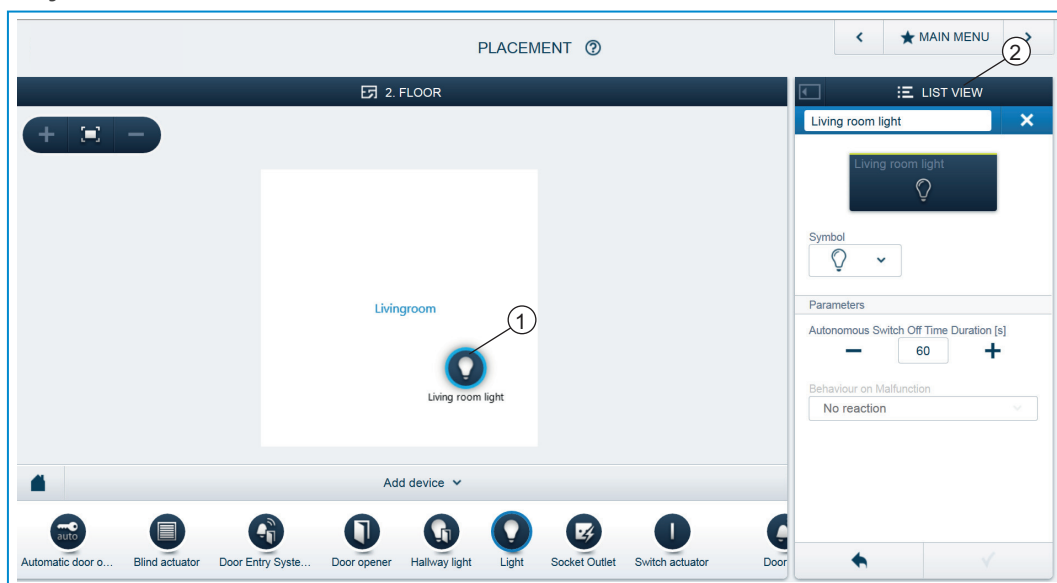 PLACEMENT ?
MAIN MENU
2
2. FLOOR
LIST VIEW
Living room light
Living room light
Symbol
Livingroom
1
Living room light
Parameters
Autonomous Switch Off Time Duration [s]
60
Behaviour on Malfunction
No reaction
Add device
auto
Automatic door o...
Blind actuator
Door Entry Syste...
Door opener
Hallway light
Light
Socket Outlet
Switch actuator
Door